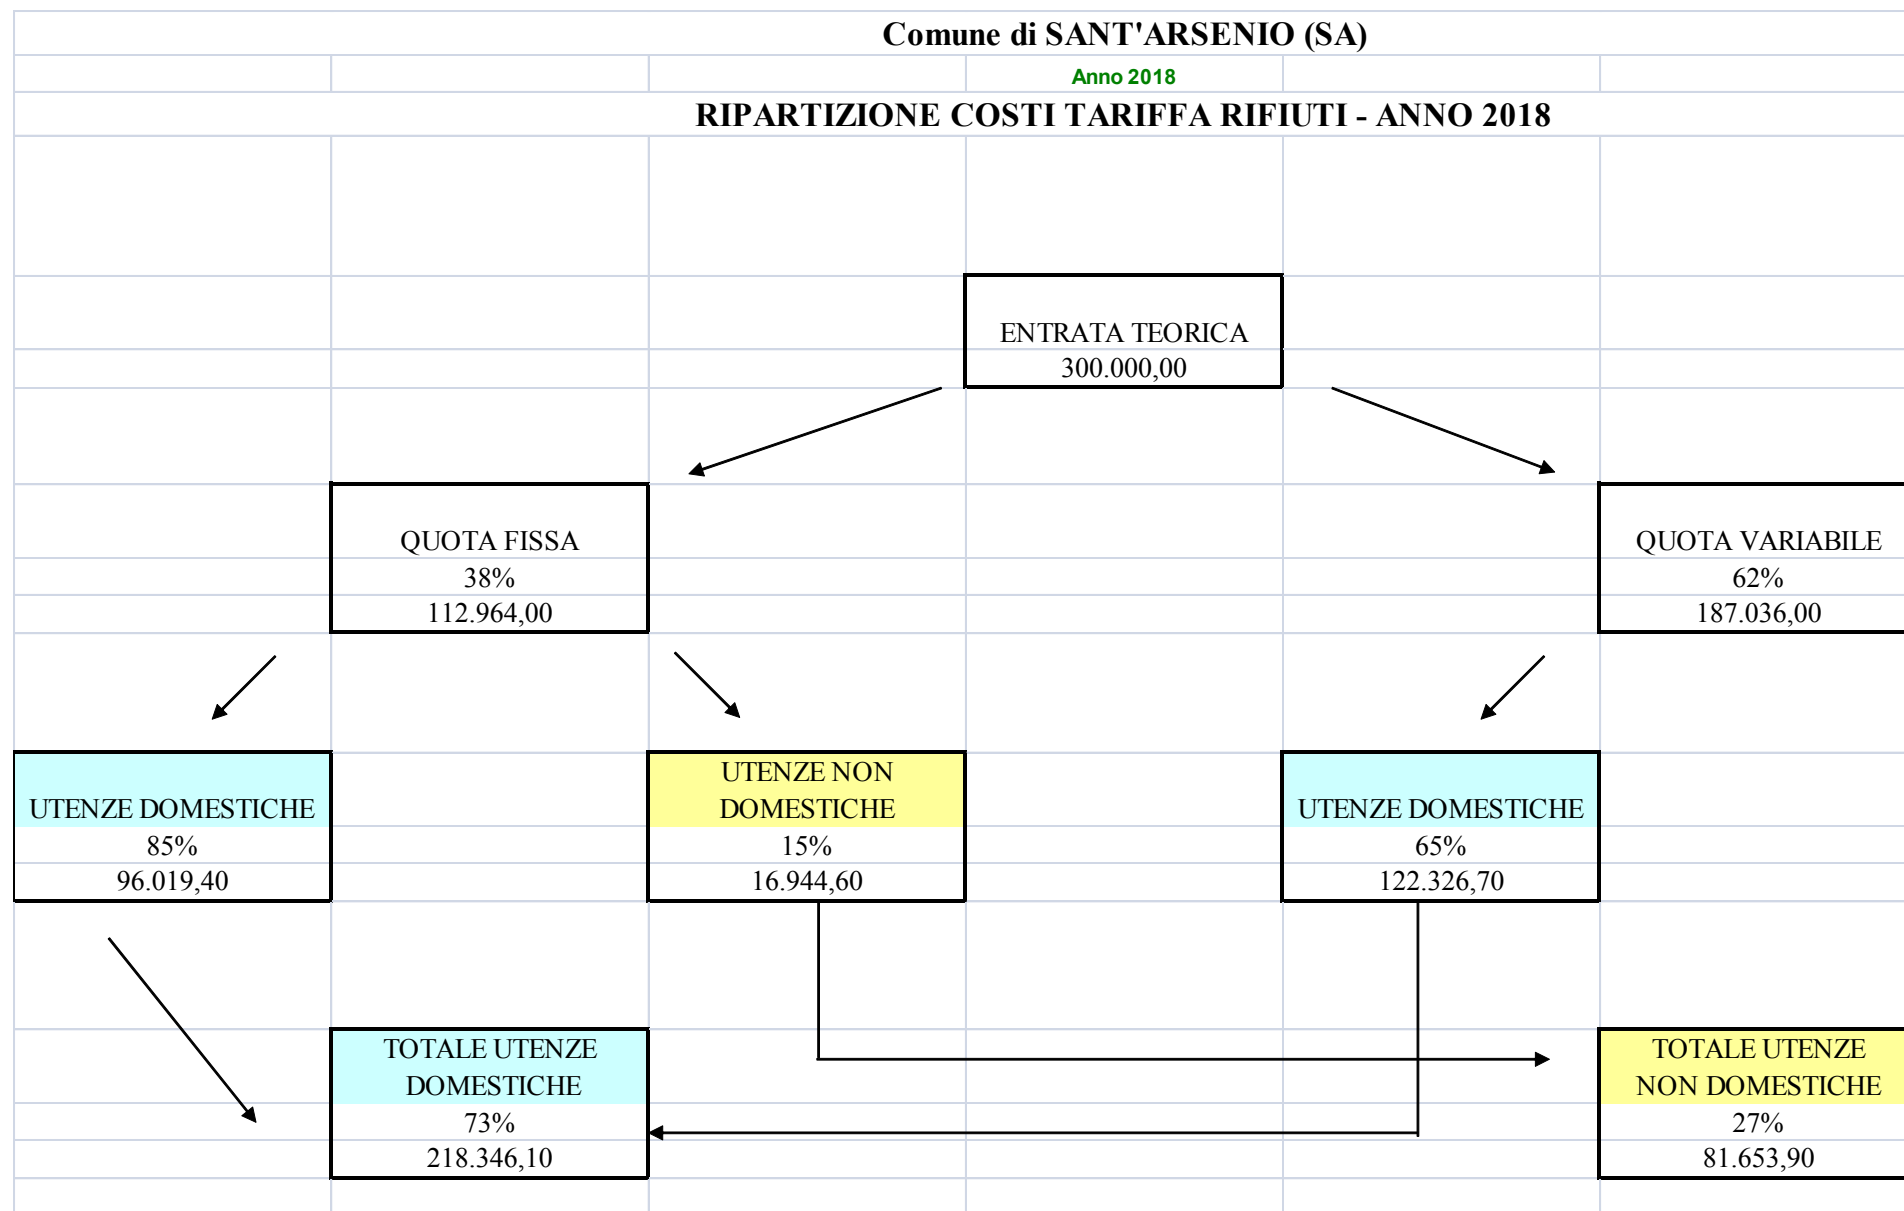 Comune di SANT'ARSENIO (SA)
Anno 2018
RIPARTIZIONE COSTI TARIFFA RIFIUTI - ANNO 2018
ENTRATA TEORICA
300.000,00
QUOTA FISSA
38%
112.964,00
QUOTA VARIABILE
62%
187.036,00
UTENZE DOMESTICHE
85%
96.019,40
UTENZE NON
DOMESTICHE
15%
16.944,60
UTENZE DOMESTICHE
65%
122.326,70
TOTALE UTENZE
DOMESTICHE
73%
218.346,10
TOTALE UTENZE
NON DOMESTICHE
27%
81.653,90